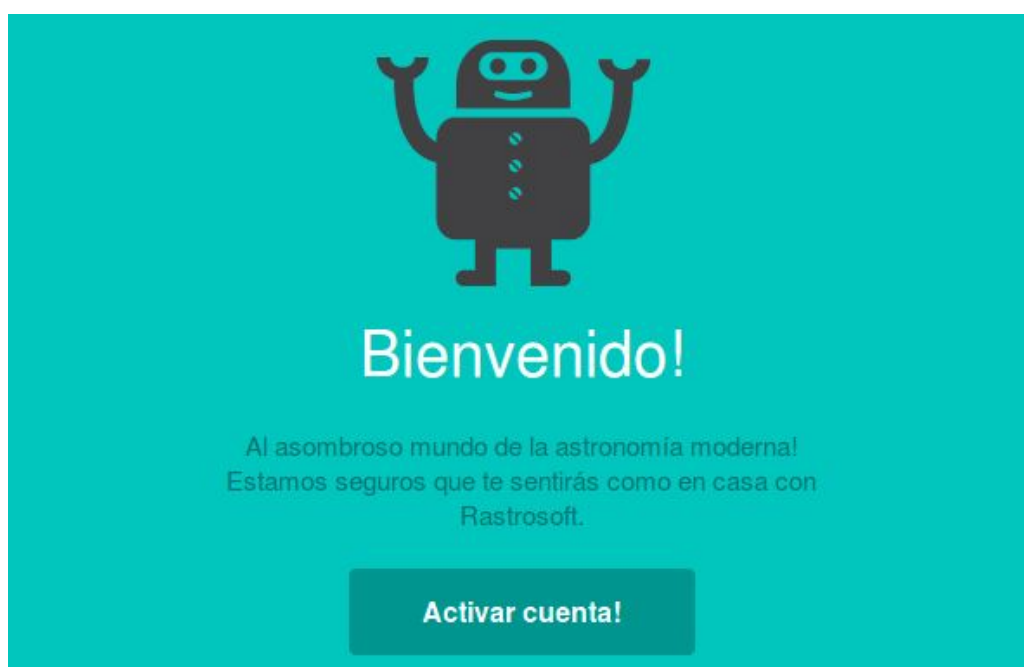 Bienvenido!
Al asombroso mundo de la astronomía moderna!
Estamos seguros que te sentirás como en casa con
Rastrosoft.
Activar cuenta!